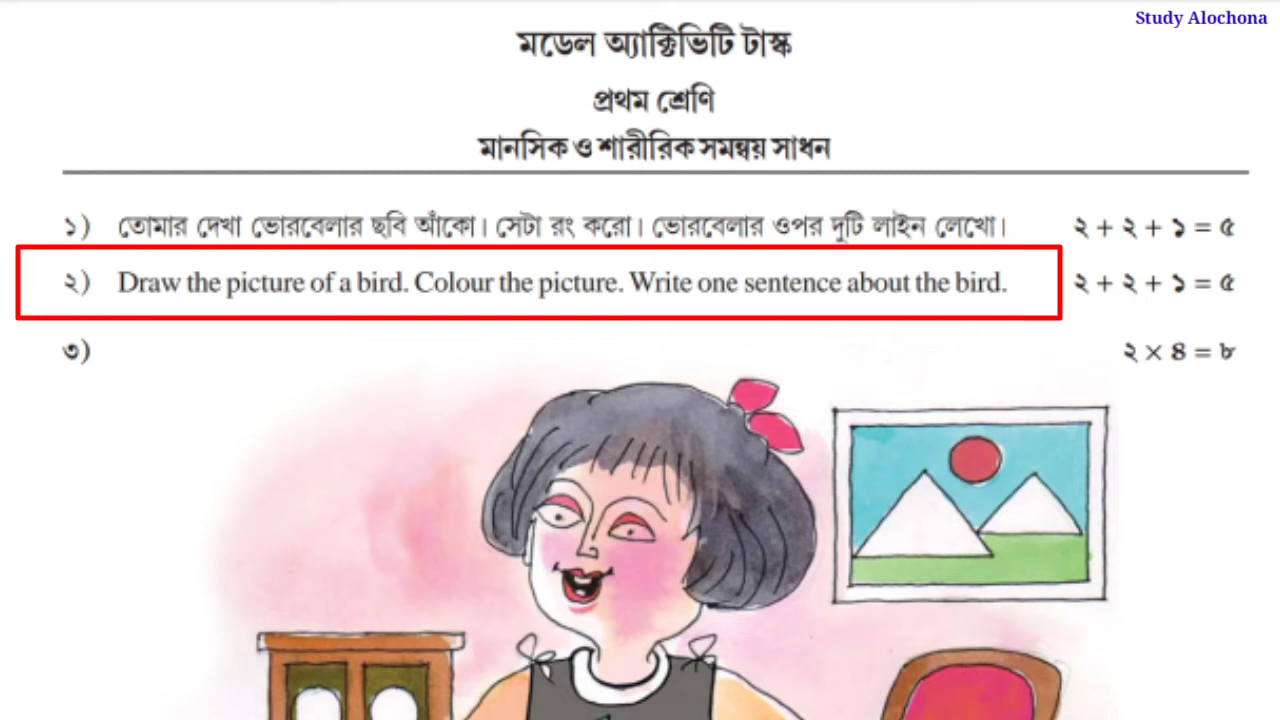 Study Alochona
মডেল অ্যাক্টিভিটি টাস্ক
প্রথম শ্রেণি
মানসিক ও শারীরিক সমন্বয় সাধন
১) তোমার দেখা ভোরবেলার ছবি আঁকো। সেটা রং করো। ভোরবেলার ওপর দুটি লাইন লেখো। ২ + ২ + ১ = ৫
২) Draw the picture of a bird. Colour the picture. Write one sentence about the bird. ২ + ২ + ১ = ৫
৩) ২ × ৪ = ৮